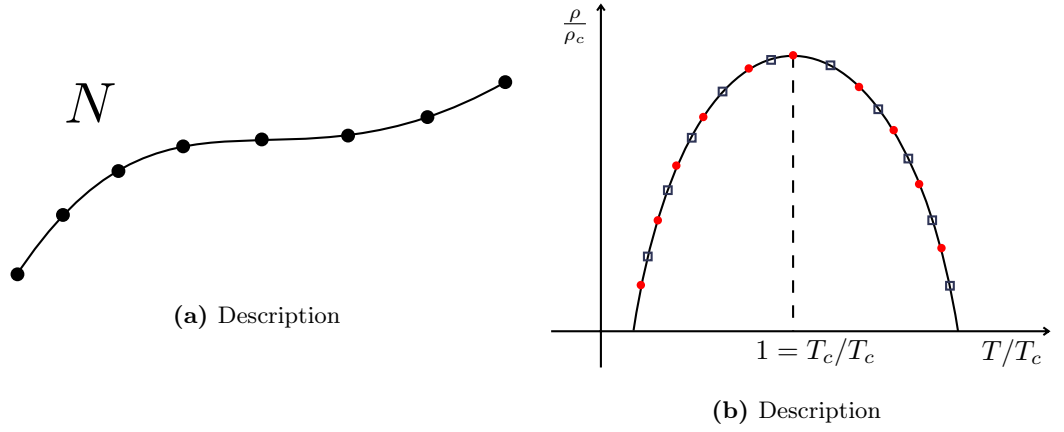 N
(a) Description
ρ/ρ_c
1 = T_c/T_c
T/T_c
(b) Description